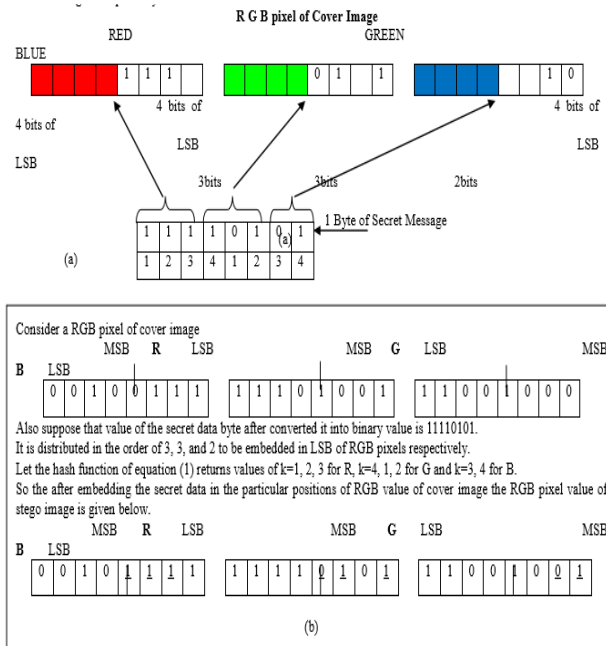 R G B pixel of Cover Image
RED GREEN
BLUE
1 1 1 0 1 1 1 0
4 bits of 4 bits of
4 bits of
LSB LSB
LSB
3bits 3bits 2bits
1 1 1 1 0 1 0 1 1 Byte of Secret Message
(a)
(a) 1 2 3 4 1 2 3 4
Consider a RGB pixel of cover image
MSB R LSB MSB G LSB MSB
B LSB
0 0 1 0 0 1 1 1 1 1 1 0 1 0 0 1 1 1 0 0 1 0 0 0
Also suppose that value of the secret data byte after converted it into binary value is 11110101.
It is distributed in the order of 3, 3, and 2 to be embedded in LSB of RGB pixels respectively.
Let the hash function of equation (1) returns values of k=1, 2, 3 for R, k=4, 1, 2 for G and k=3, 4 for B.
So the after embedding the secret data in the particular positions of RGB value of cover image the RGB pixel value of
stego image is given below.
MSB R LSB MSB G LSB MSB
B LSB
0 0 1 0 1 1 1 1 1 1 1 1 0 1 0 1 1 1 0 0 1 0 0 1
(b)